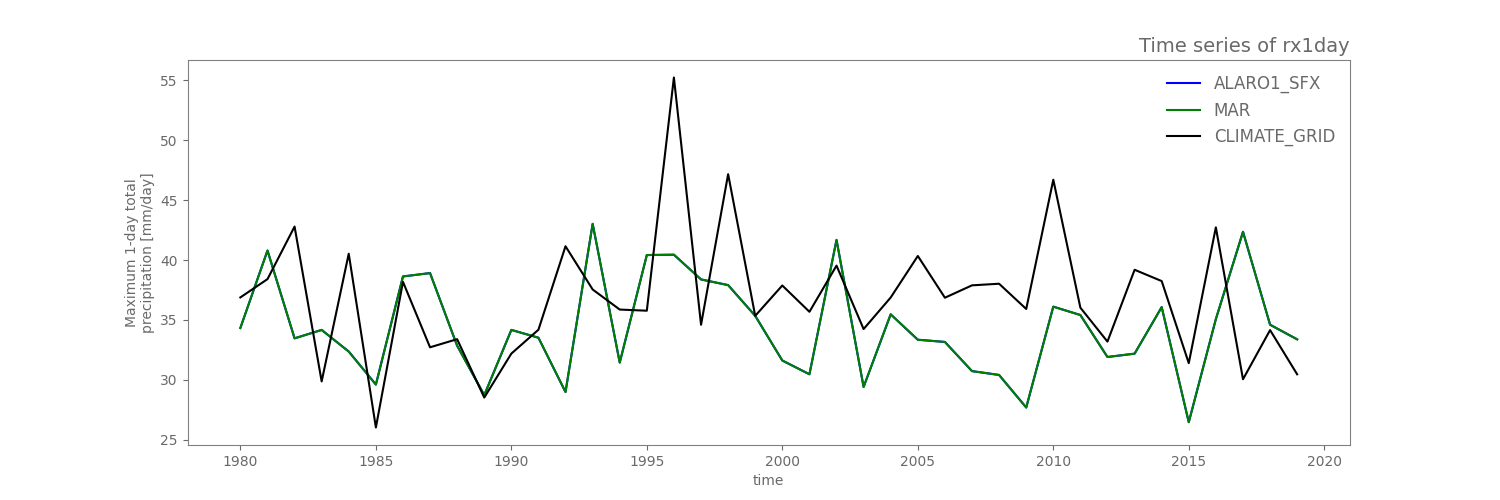 Time series of rx1day
ALARO1_SFX
MAR
CLIMATE_GRID
Maximum 1-day total
precipitation [mm/day]
55
50
45
40
35
30
25
1980 1985 1990 1995 2000 2005 2010 2015 2020
time